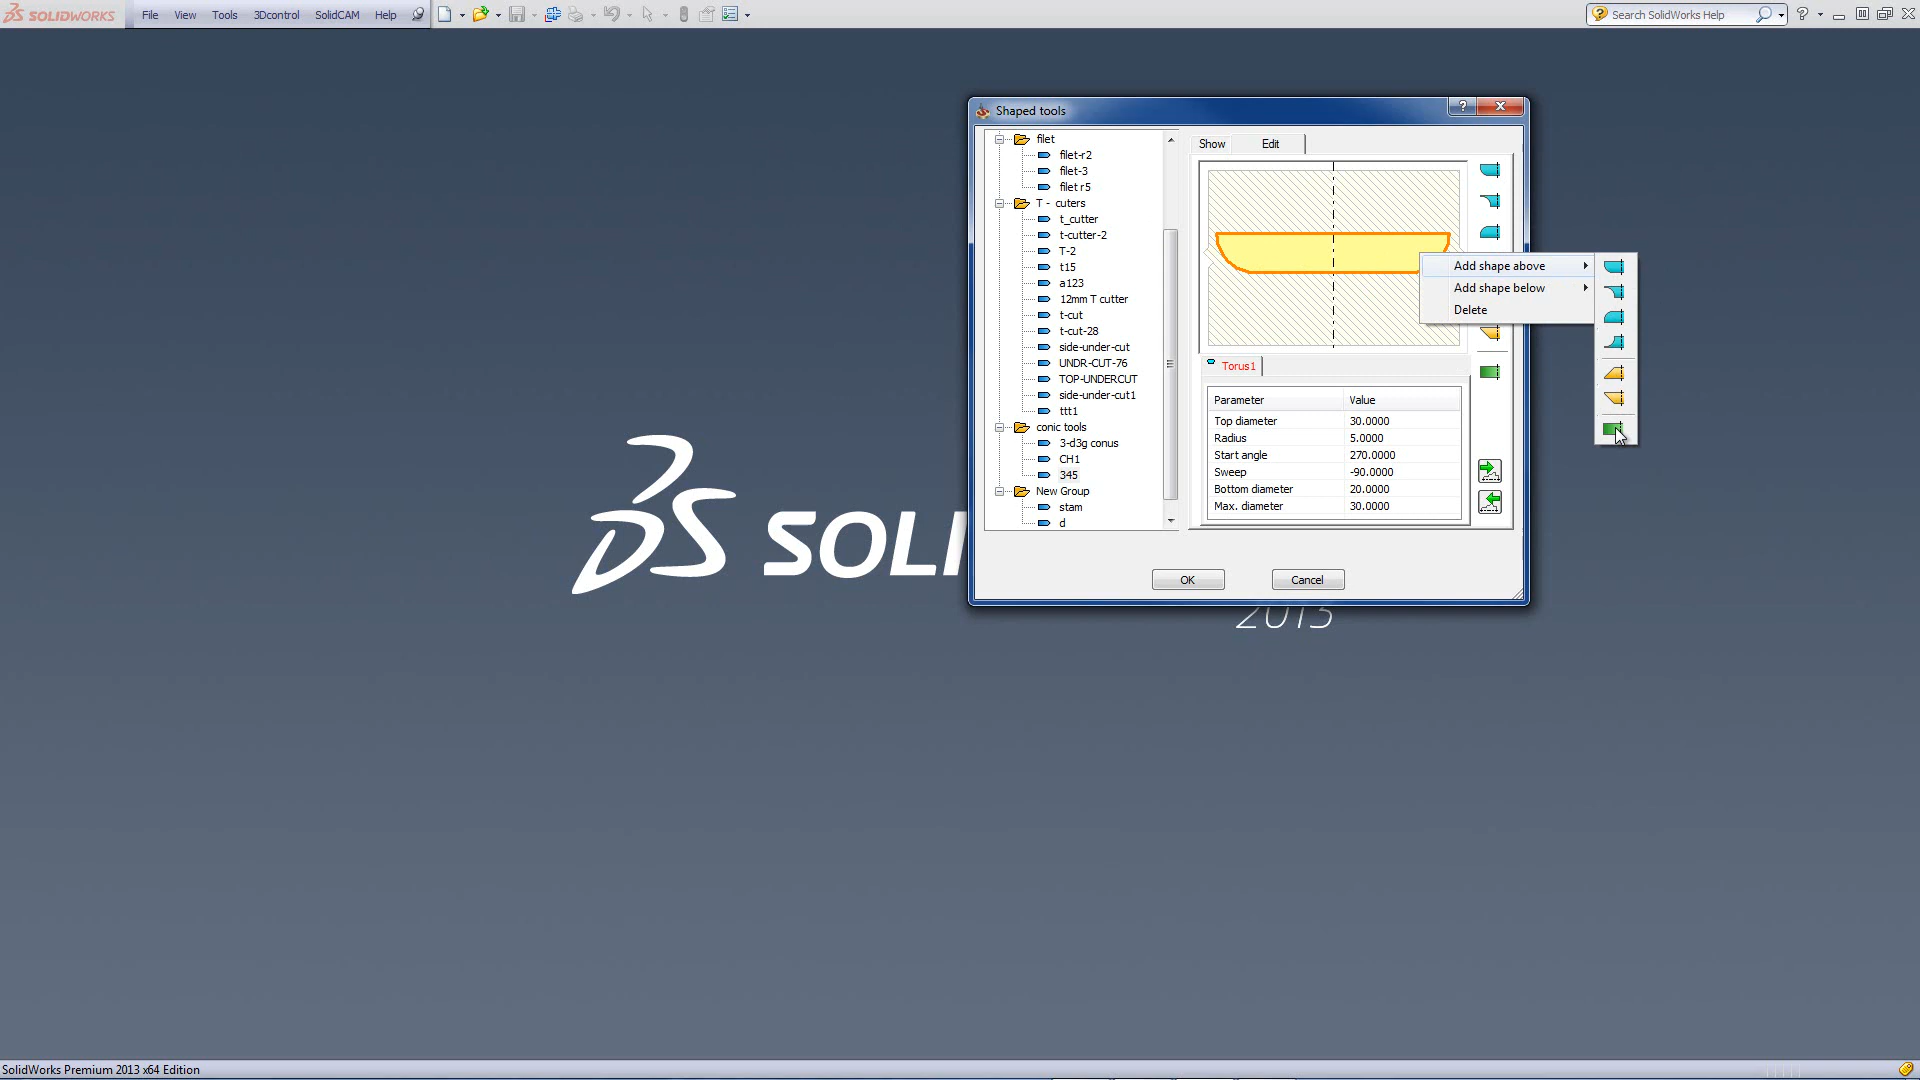 SOLIDWORKS File View Tools 3Dcontrol SolidCAM Help Search SolidWorks Help ?
Shaped tools ?
filet
filet-r2
filet-3
filet r5
T - cuters
t_cutter
t-cutter-2
T-2
t15
a123
12mm T cutter
t-cut
t-cut-28
side-under-cut
UNDR-CUT-76
TOP-UNDERCUT
side-under-cut1
ttt1
conic tools
3-d3g conus
CH1
345
New Group
stam
d
Show Edit
Add shape above
Add shape below
Delete
Torus1
Parameter Value
Top diameter 30.0000
Radius 5.0000
Start angle 270.0000
Sweep -90.0000
Bottom diameter 20.0000
Max. diameter 30.0000
OK Cancel
SOLI
2013
SolidWorks Premium 2013 x64 Edition